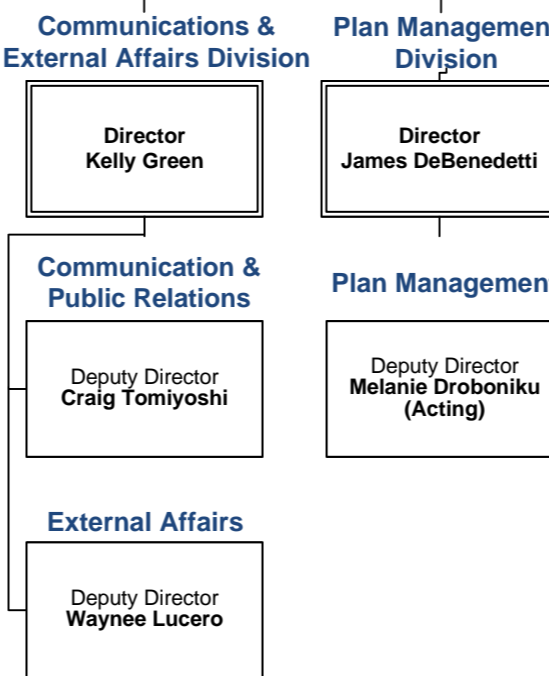 Communications &
External Affairs Division
Director
Kelly Green
Communication &
Public Relations
Deputy Director
Craig Tomiyoshi
External Affairs
Deputy Director
Waynee Lucero
Plan Managemen
Division
Director
James DeBenedetti
Plan Managemen
Deputy Director
Melanie Droboniku
(Acting)